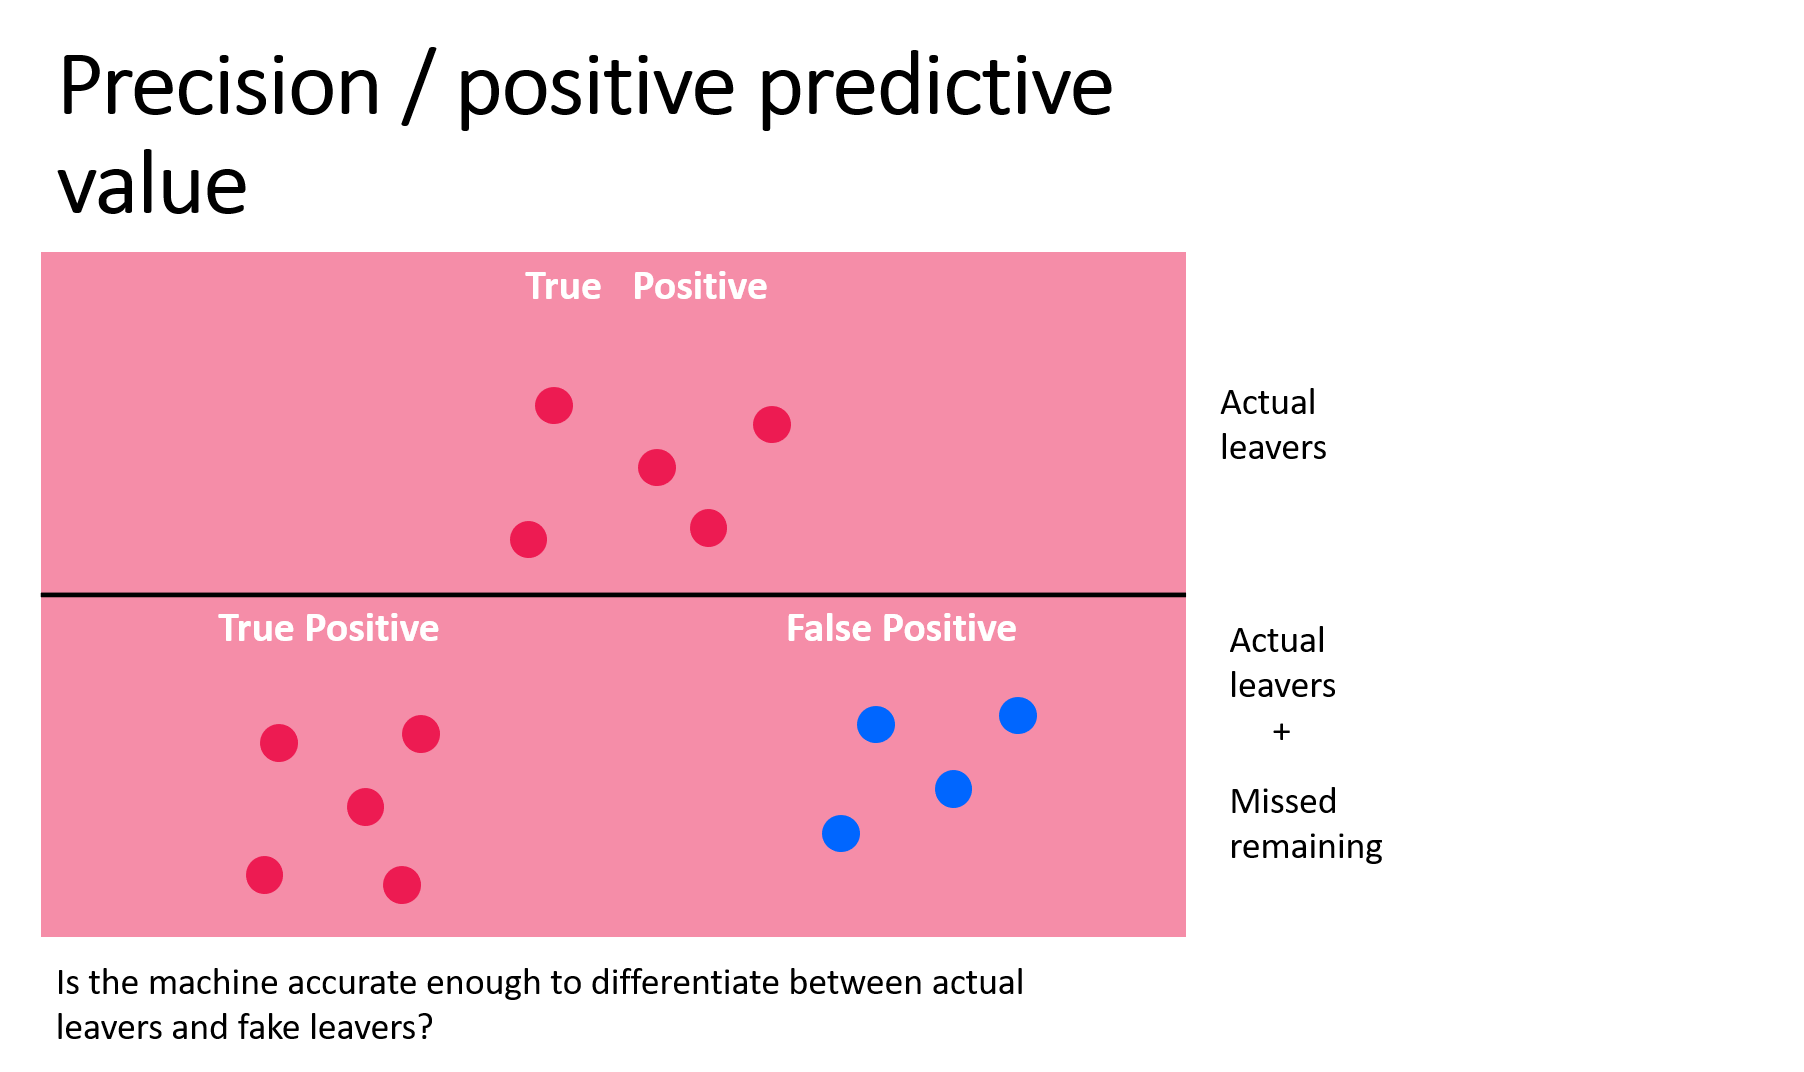 Precision / positive predictive
value
True Positive
Actual
leavers
True Positive
False Positive
Actual
leavers
+
Missed
remaining
Is the machine accurate enough to differentiate between actual
leavers and fake leavers?